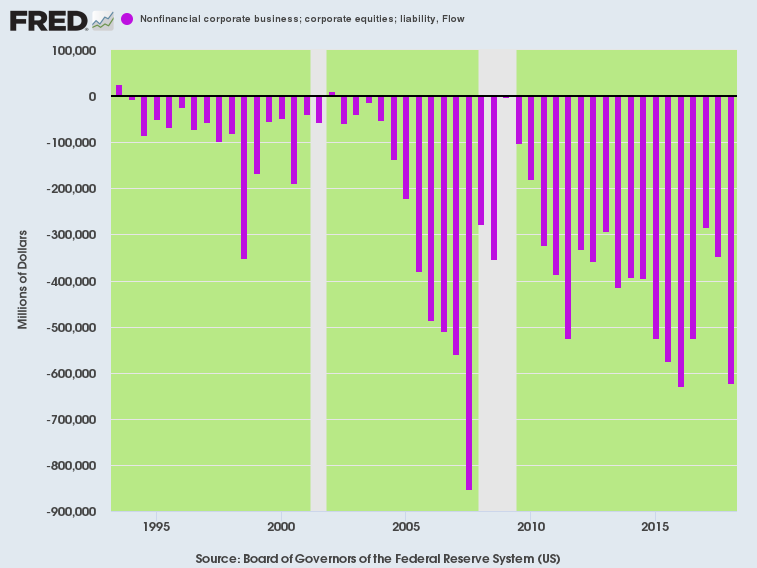 FRED
Nonfinancial corporate business; corporate equities; liability, Flow
100,000
0
-100,000
-200,000
-300,000
-400,000
-500,000
-600,000
-700,000
-800,000
-900,000
Millions of Dollars
1995 2000 2005 2010 2015
Source: Board of Governors of the Federal Reserve System (US)